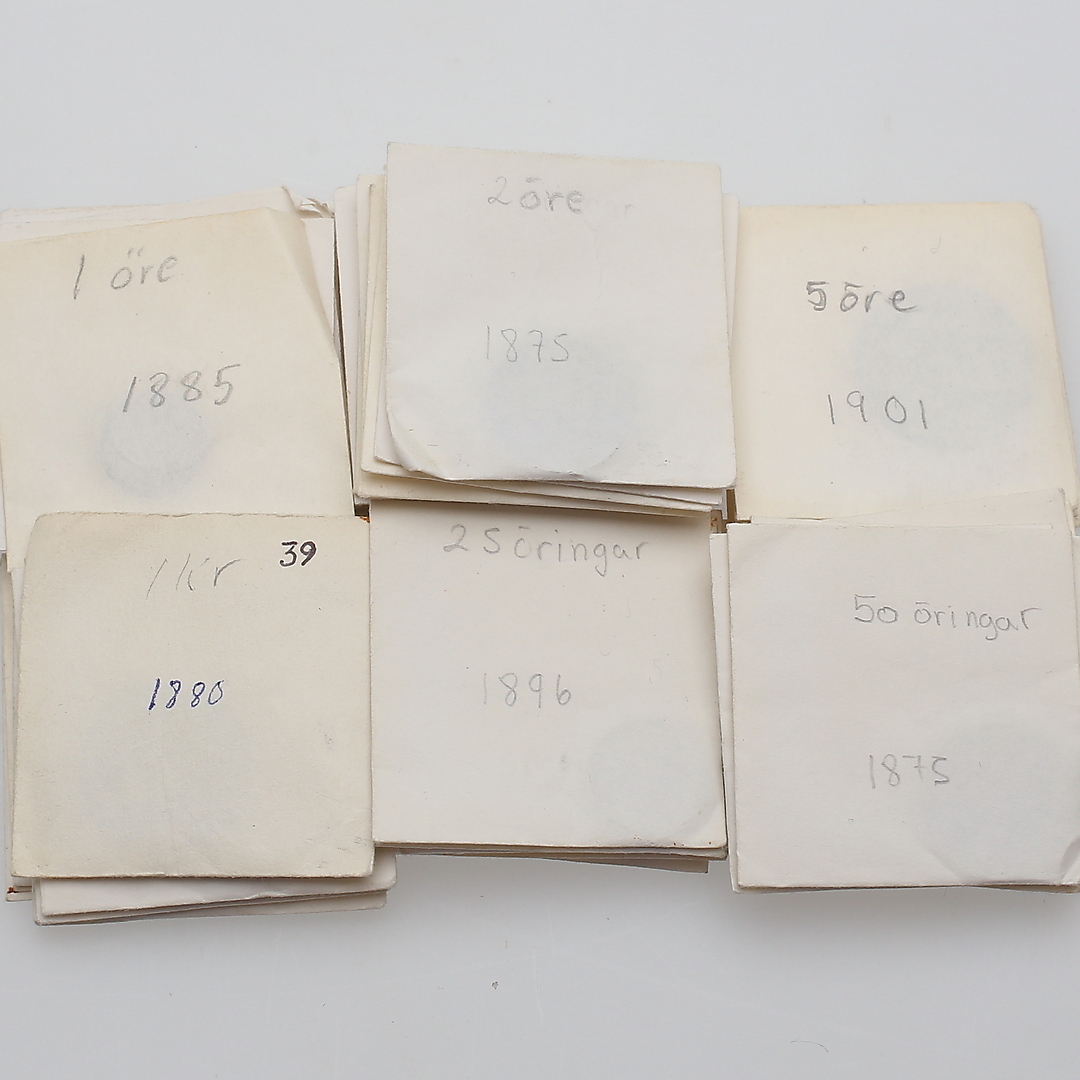 1 öre
1885
2 öre
1875
5 öre
1901
1 kr 39
1880
25 öringar
1896
50 öringar
1875